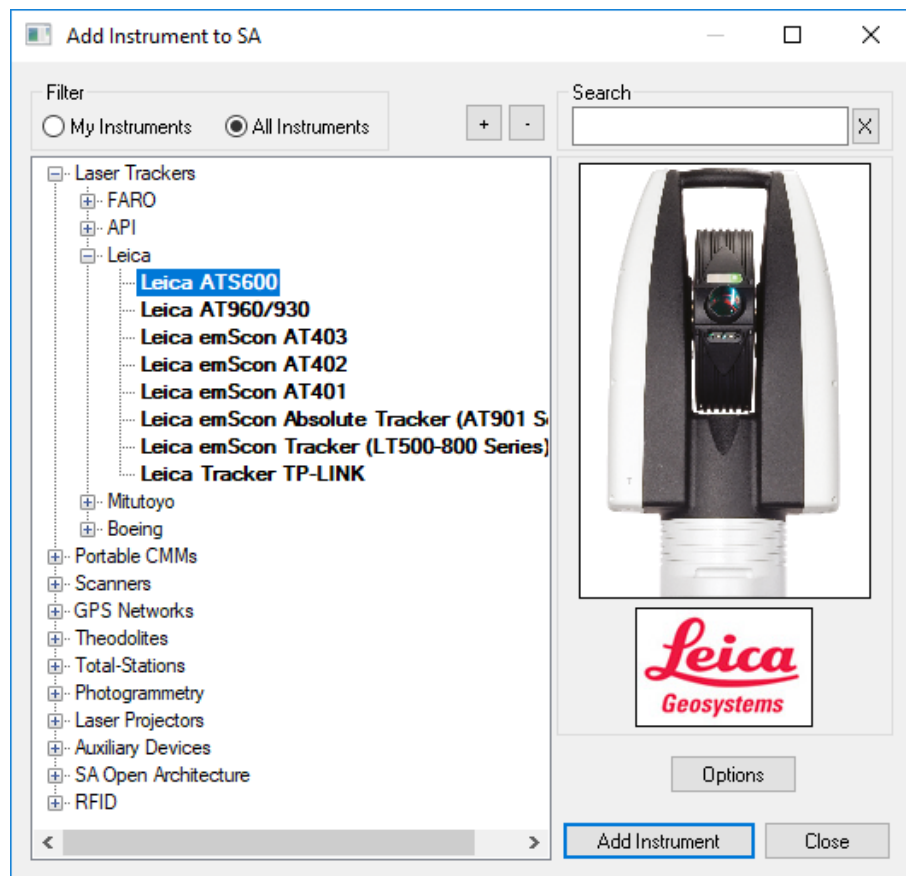 Add Instrument to SA
Filter
My Instruments All Instruments
+ -
Search
X
Laser Trackers
FARO
API
Leica
Leica ATS600
Leica AT960/930
Leica emScon AT403
Leica emScon AT402
Leica emScon AT401
Leica emScon Absolute Tracker (AT901 S
Leica emScon Tracker (LT500-800 Series)
Leica Tracker TP-LINK
Mitutoyo
Boeing
Portable CMMs
Scanners
GPS Networks
Theodolites
Total-Stations
Photogrammetry
Laser Projectors
Auxiliary Devices
SA Open Architecture
RFID
Leica
Geosystems
Options
Add Instrument Close